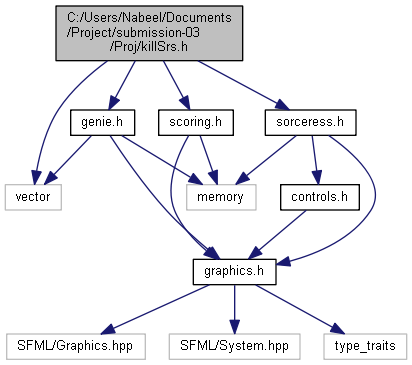 C:/Users/Nabeel/Documents
/Project/submission-03
/Proj/killSrs.h
genie.h
scoring.h
sorceress.h
vector
memory
controls.h
graphics.h
SFML/Graphics.hpp
SFML/System.hpp
type_traits